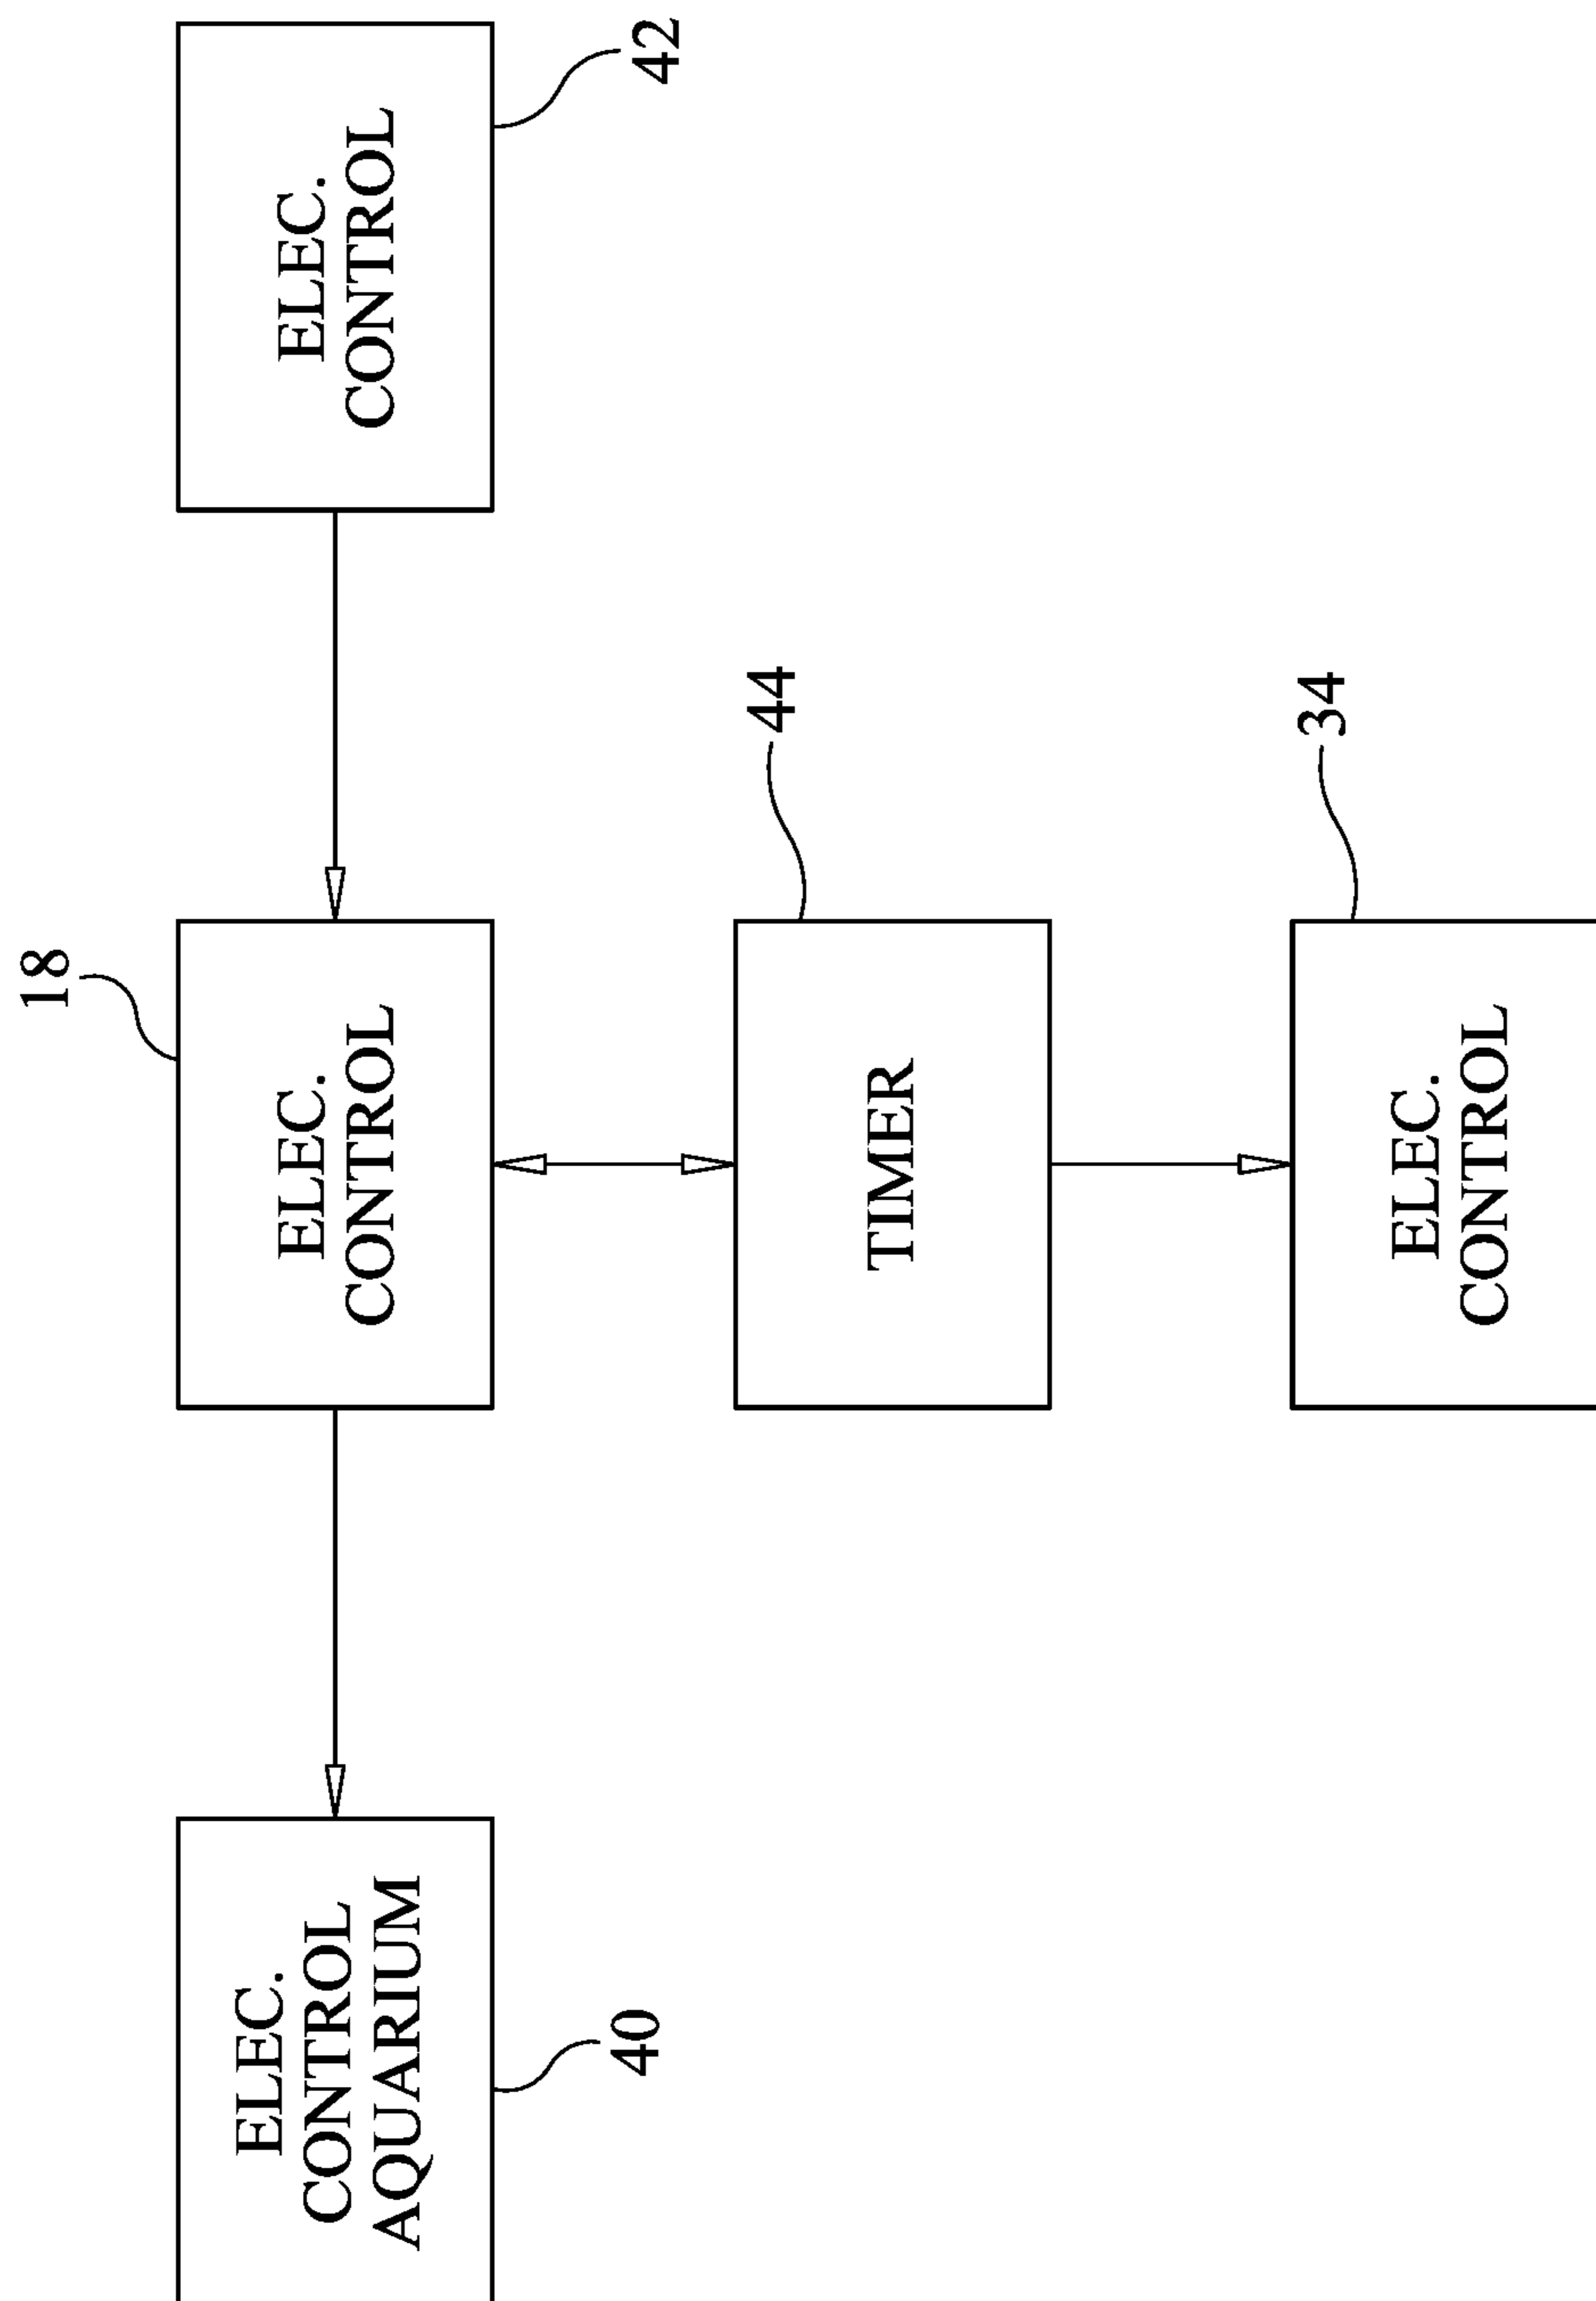 18
ELEC.
CONTROL
AQUARIUM
ELEC.
CONTROL
ELEC.
CONTROL
40
42
TIMER
44
ELEC.
CONTROL
34